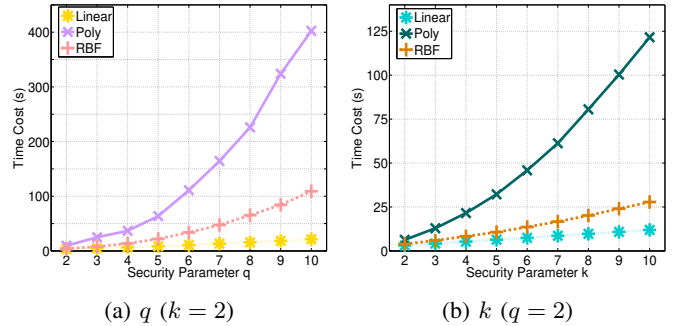 Linear
Poly
RBF
400
300
200
100
0
Time Cost (s)
2 3 4 5 6 7 8 9 10
Security Parameter q
(a) q (k = 2)
Linear
Poly
RBF
125
100
75
50
25
0
Time Cost (s)
2 3 4 5 6 7 8 9 10
Security Parameter k
(b) k (q = 2)